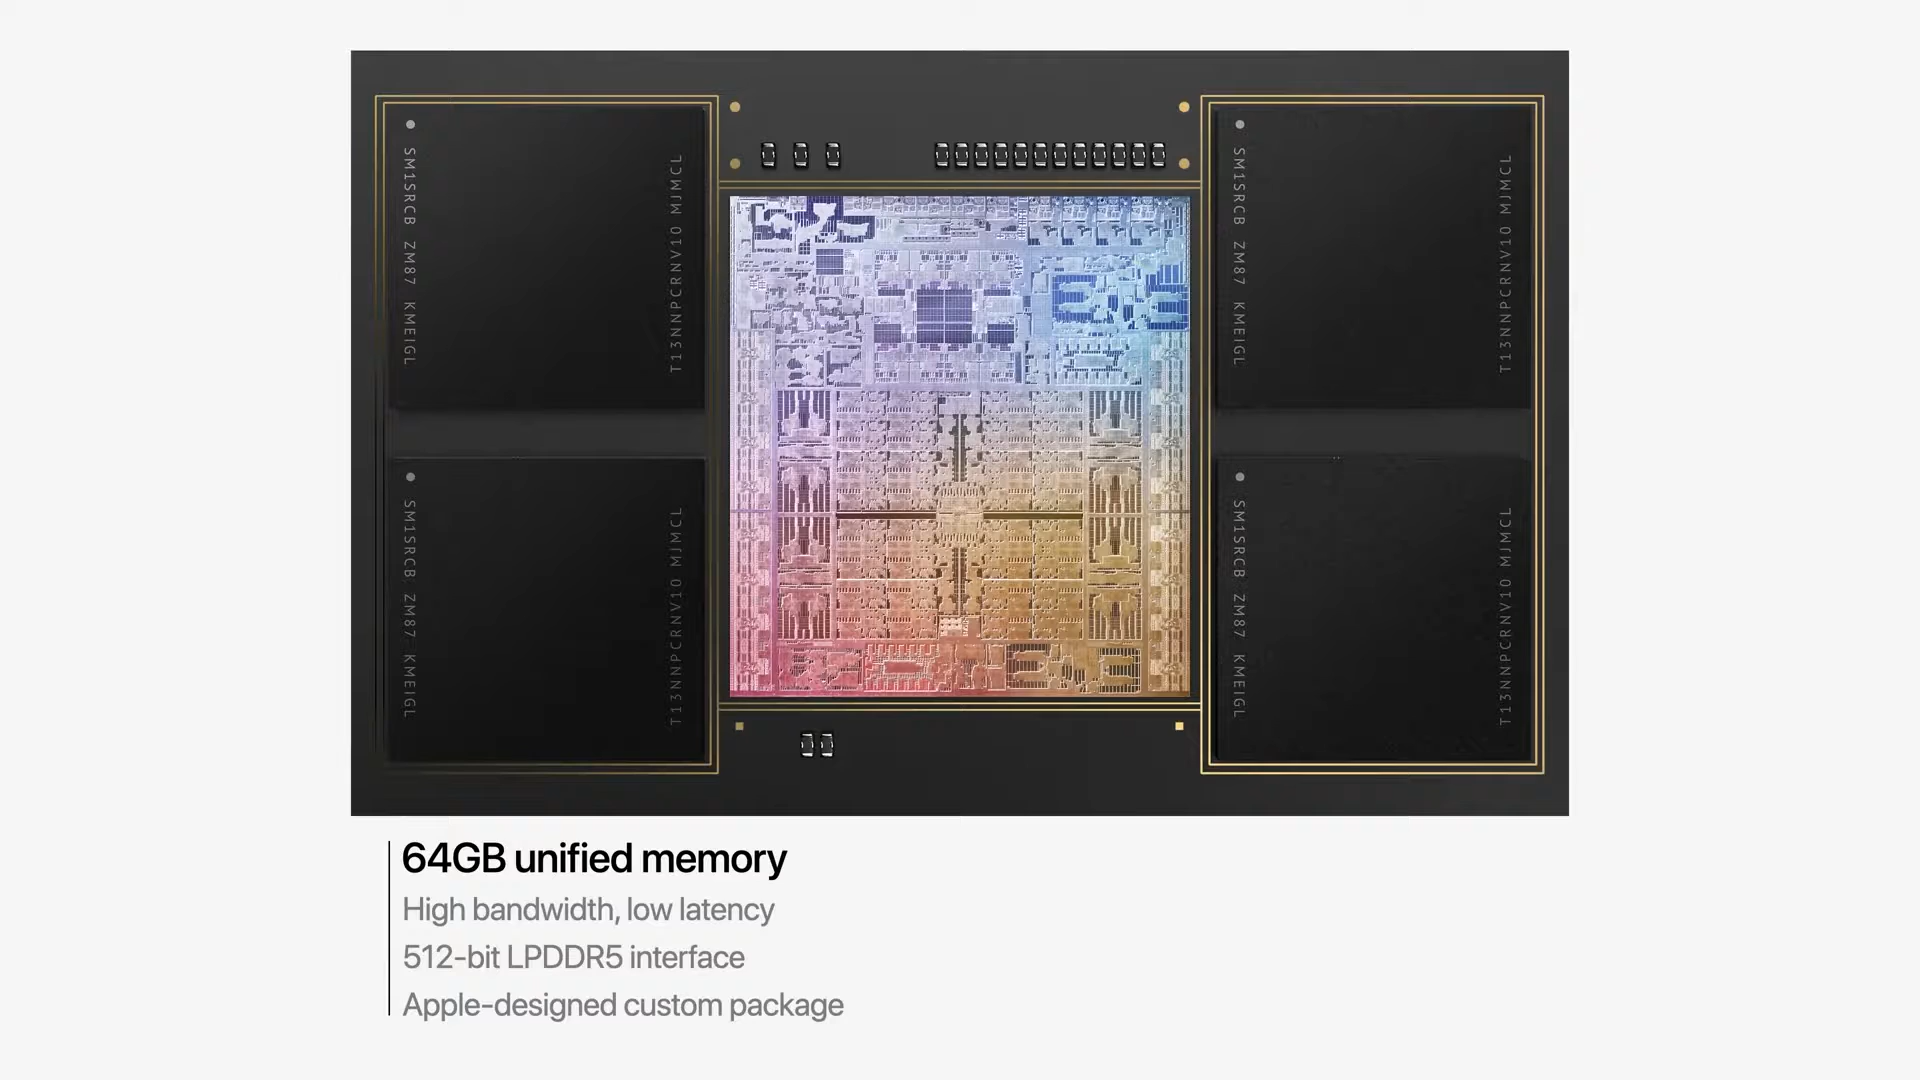 SM1SRCB ZM87 KMEIGL
T13NNPCRNV10 MJMCL
SM1SRCB ZM87 KMEIGL
T13NNPCRNV10 MJMCL
SM1SRCB ZM87 KMEIGL
T13NNPCRNV10 MJMCL
SM1SRCB ZM87 KMEIGL
T13NNPCRNV10 MJMCL
64GB unified memory
High bandwidth, low latency
512-bit LPDDR5 interface
Apple-designed custom package